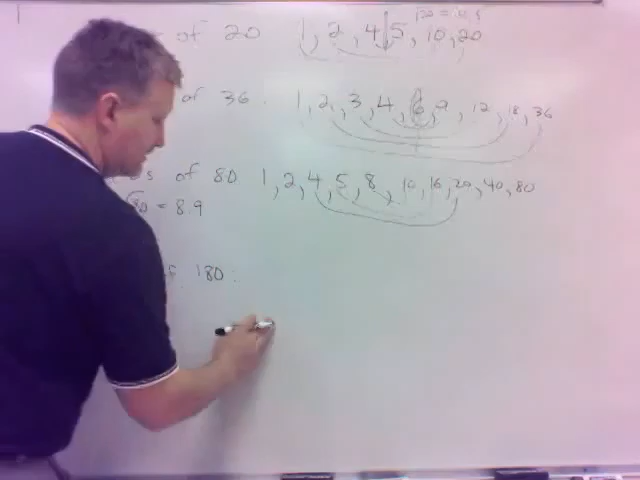 of 20 1, 2, 4, 5, 10, 20
of 36 1, 2, 3, 4, 6, 9, 12, 18, 36
s of 80 1, 2, 4, 5, 8, 10, 16, 20, 40, 80
√80 = 8.9
of 180: